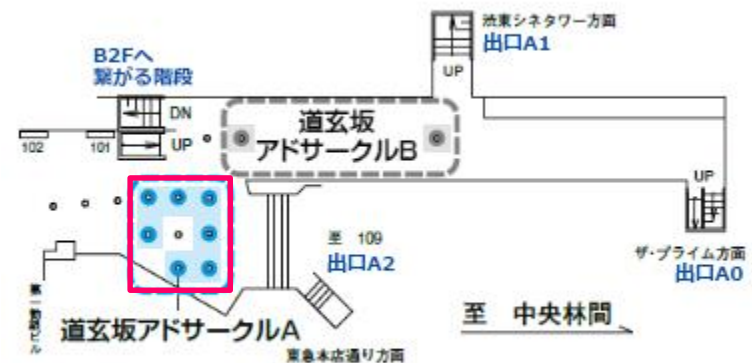 渋東シネタワー方面
出口A1
UP
B2Fへ
繋がる階段
DN
UP
102
101
道玄坂
アドサークルB
UP
至 109
出口A2
ザ・プライム方面
出口A0
道玄坂アドサークルA
至 中央林間
東急本店通り方面